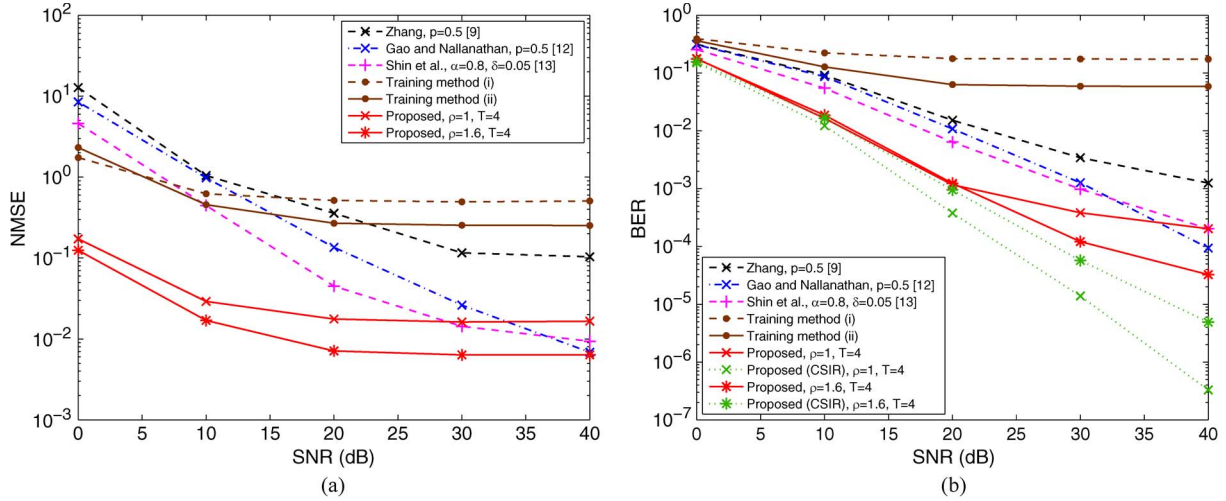 10^2
10^1
10^0
10^-1
10^-2
10^-3
NMSE
0 5 10 15 20 25 30 35 40
SNR (dB)
Zhang, p=0.5 [9]
Gao and Nallanathan, p=0.5 [12]
Shin et al., α=0.8, δ=0.05 [13]
Training method (i)
Training method (ii)
Proposed, ρ=1, T=4
Proposed, ρ=1.6, T=4
(a)
10^0
10^-1
10^-2
10^-3
10^-4
10^-5
10^-6
10^-7
BER
Zhang, p=0.5 [9]
Gao and Nallanathan, p=0.5 [12]
Shin et al., α=0.8, δ=0.05 [13]
Training method (i)
Training method (ii)
Proposed, ρ=1, T=4
Proposed (CSIR), ρ=1, T=4
Proposed, ρ=1.6, T=4
Proposed (CSIR), ρ=1.6, T=4
0 5 10 15 20 25 30 35 40
SNR (dB)
(b)